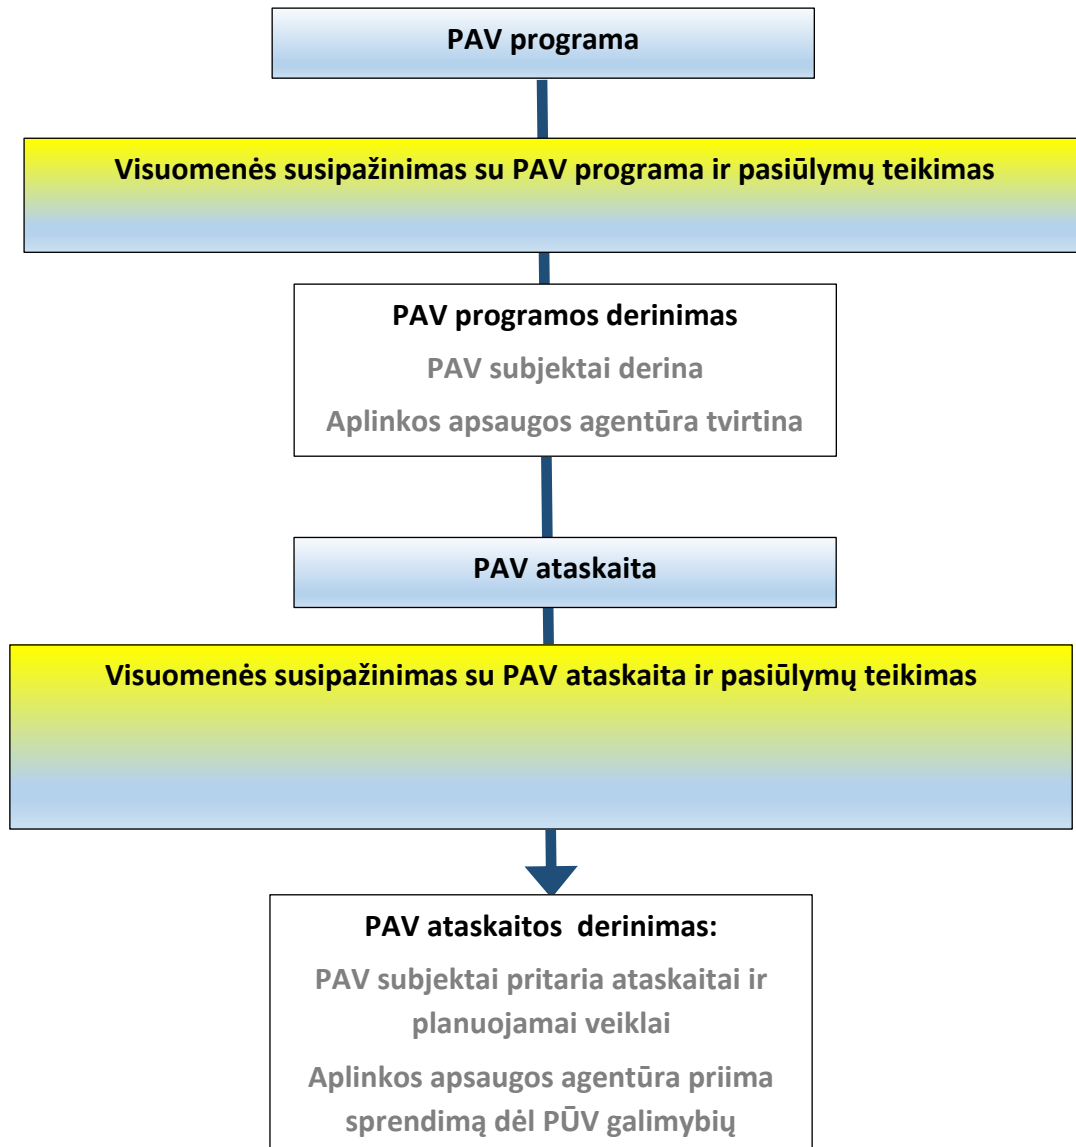 PAV programa
Visuomenės susipažinimas su PAV programa ir pasiūlymų teikimas
PAV programos derinimas
PAV subjektai derina
Aplinkos apsaugos agentūra tvirtina
PAV ataskaita
Visuomenės susipažinimas su PAV ataskaita ir pasiūlymų teikimas
PAV ataskaitos derinimas:
PAV subjektai pritaria ataskaitai ir
planuojamai veiklai
Aplinkos apsaugos agentūra priima
sprendimą dėl PŪV galimybių